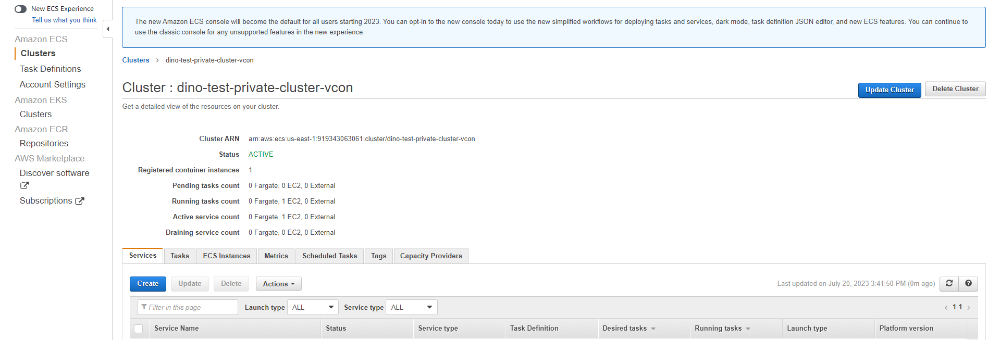 New ECS Experience
Tell us what you think
Amazon ECS
Clusters
Task Definitions
Account Settings
Amazon EKS
Clusters
Amazon ECR
Repositories
AWS Marketplace
Discover software
Subscriptions
The new Amazon ECS console will become the default for all users starting 2023. You can opt-in to the new console today to use the new simplified workflows for deploying tasks and services, dark mode, task definition JSON editor, and new ECS features. You can continue to
use the classic console for any unsupported features in the new experience.
Clusters > dino-test-private-cluster-vcon
Cluster : dino-test-private-cluster-vcon
Update Cluster Delete Cluster
Get a detailed view of the resources on your cluster.
Cluster ARN arn:aws:ecs:us-east-1:919343063061:cluster/dino-test-private-cluster-vcon
Status ACTIVE
Registered container instances 1
Pending tasks count 0 Fargate, 0 EC2, 0 External
Running tasks count 0 Fargate, 1 EC2, 0 External
Active service count 0 Fargate, 1 EC2, 0 External
Draining service count 0 Fargate, 0 EC2, 0 External
Services Tasks ECS Instances Metrics Scheduled Tasks Tags Capacity Providers
Create Update Delete Actions Last updated on July 20, 2023 3:41:50 PM (0m ago)
Filter in this page Launch type ALL Service type ALL < 1-1 >
Service Name Status Service type Task Definition Desired tasks Running tasks Launch type Platform version